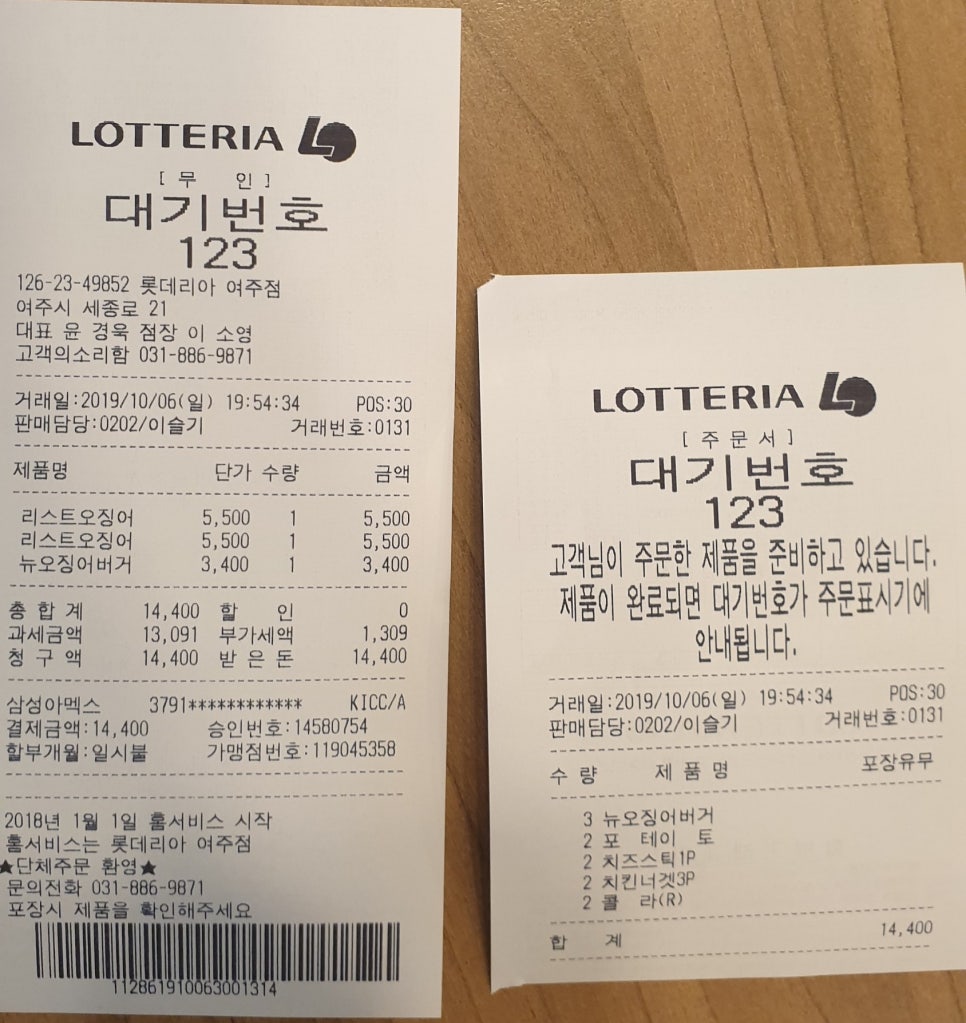 LOTTERIA
[무 인]
대기번호
123
126-23-49852 롯데리아 여주점
여주시 세종로 21
대표 윤 경욱 점장 이 소영
고객의소리함 031-886-9871
거래일:2019/10/06(일) 19:54:34 POS:30
판매담당:0202/이슬기 거래번호:0131
제품명 단가 수량 금액
리스트오징어 5,500 1 5,500
리스트오징어 5,500 1 5,500
뉴오징어버거 3,400 1 3,400
총 합 계 14,400 할 인 0
과세금액 13,091 부가세액 1,309
청 구 액 14,400 받 은 돈 14,400
삼성아멕스 3791************ KICC/A
결제금액:14,400 승인번호:14580754
할부개월:일시불 가맹점번호:119045358
2018년 1월 1일 홈서비스 시작
홈서비스는 롯데리아 여주점
★단체주문 환영★
문의전화 031-886-9871
포장시 제품을 확인해주세요
112861910063001314
LOTTERIA
[주문서]
대기번호
123
고객님이 주문한 제품을 준비하고 있습니다.
제품이 완료되면 대기번호가 주문표시기에
안내됩니다.
거래일:2019/10/06(일) 19:54:34 POS:30
판매담당:0202/이슬기 거래번호:0131
수 량 제 품 명 포장유무
3 뉴오징어버거
2 포 테이 토
2 치즈스틱1P
2 치킨너겟3P
2 콜 라(R)
합 계 14,400